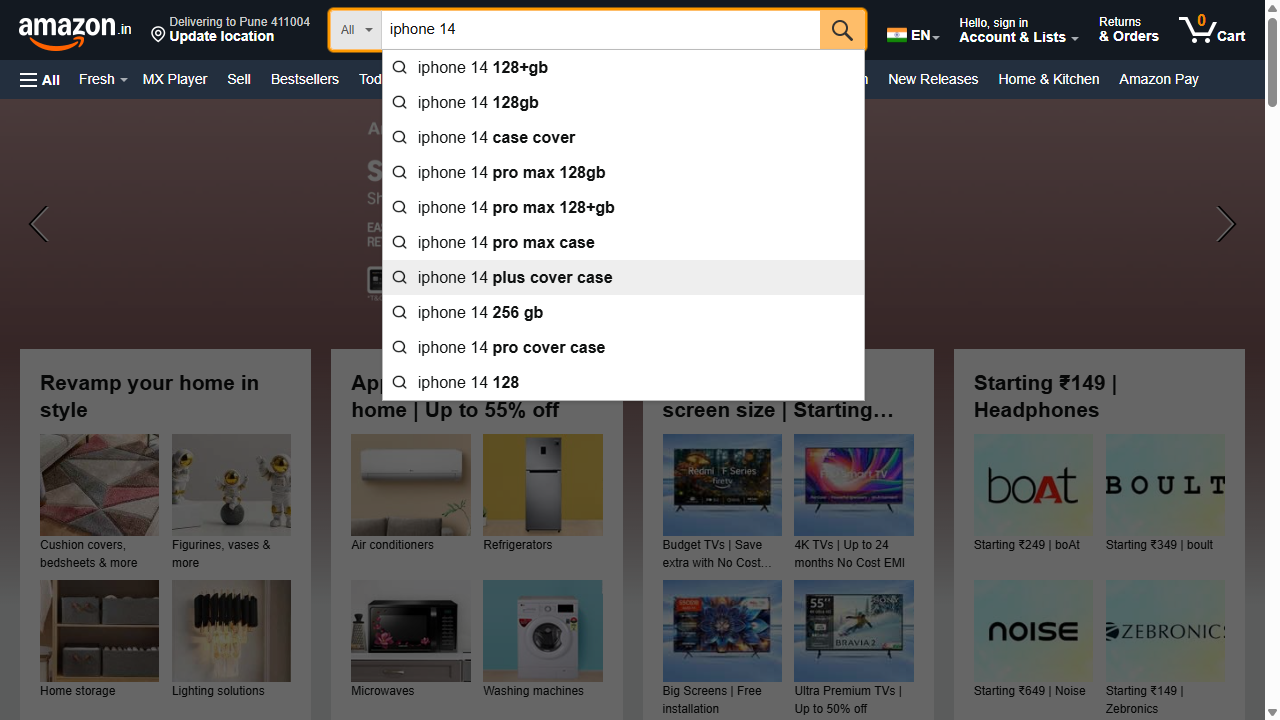 amazon.in
Delivering to Pune 411004
Update location
All
iphone 14
EN
Hello, sign in
Account & Lists
Returns
& Orders
0
Cart
All
Fresh
MX Player
Sell
Bestsellers
New Releases
Home & Kitchen
Amazon Pay
iphone 14 128+gb
iphone 14 128gb
iphone 14 case cover
iphone 14 pro max 128gb
iphone 14 pro max 128+gb
iphone 14 pro max case
iphone 14 plus cover case
iphone 14 256 gb
iphone 14 pro cover case
iphone 14 128
Revamp your home in
style
Cushion covers,
bedsheets & more
Figurines, vases &
more
Home storage
Lighting solutions
home | Up to 55% off
Air conditioners
Refrigerators
Microwaves
Washing machines
screen size | Starting…
Redmi F Series
firetv
Budget TVs | Save
extra with No Cost…
4K TVs | Up to 24
months No Cost EMI
Big Screens | Free
installation
55"
SONY
BRAVIA 2
Ultra Premium TVs |
Up to 50% off
Starting ₹149 |
Headphones
boAt
Starting ₹249 | boAt
BOULT
Starting ₹349 | boult
noise
Starting ₹649 | Noise
ZEBRONICS
Starting ₹149 |
Zebronics